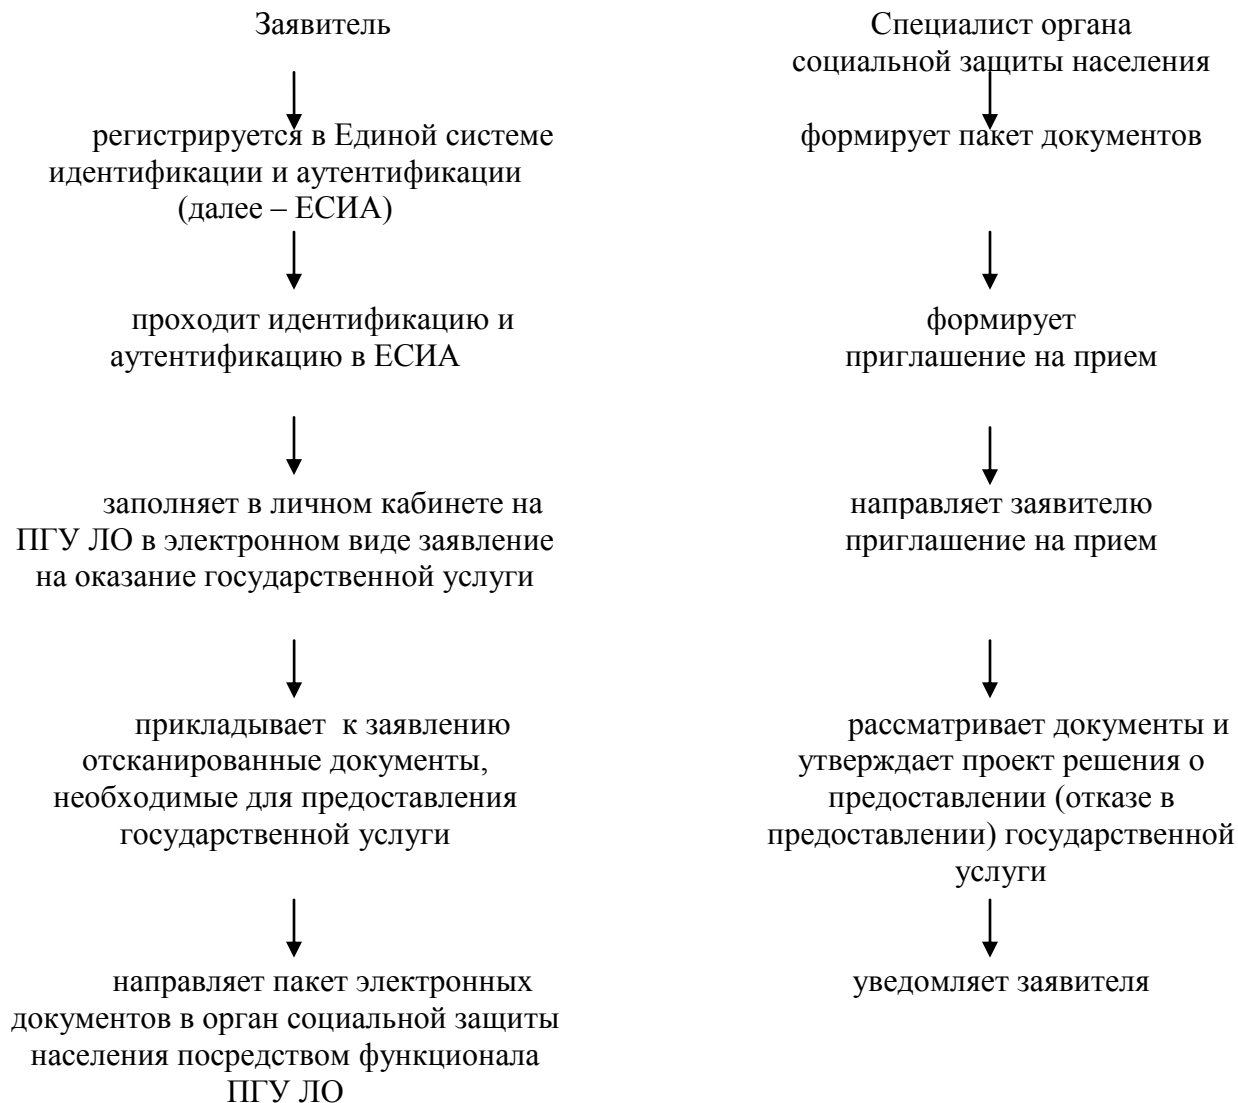 Заявитель
регистрируется в Единой системе
идентификации и аутентификации
(далее – ЕСИА)
проходит идентификацию и
аутентификацию в ЕСИА
заполняет в личном кабинете на
ПГУ ЛО в электронном виде заявление
на оказание государственной услуги
прикладывает к заявлению
отсканированные документы,
необходимые для предоставления
государственной услуги
направляет пакет электронных
документов в орган социальной защиты
населения посредством функционала
ПГУ ЛО
Специалист органа
социальной защиты населения
формирует пакет документов
формирует
приглашение на прием
направляет заявителю
приглашение на прием
рассматривает документы и
утверждает проект решения о
предоставлении (отказе в
предоставлении) государственной
услуги
уведомляет заявителя